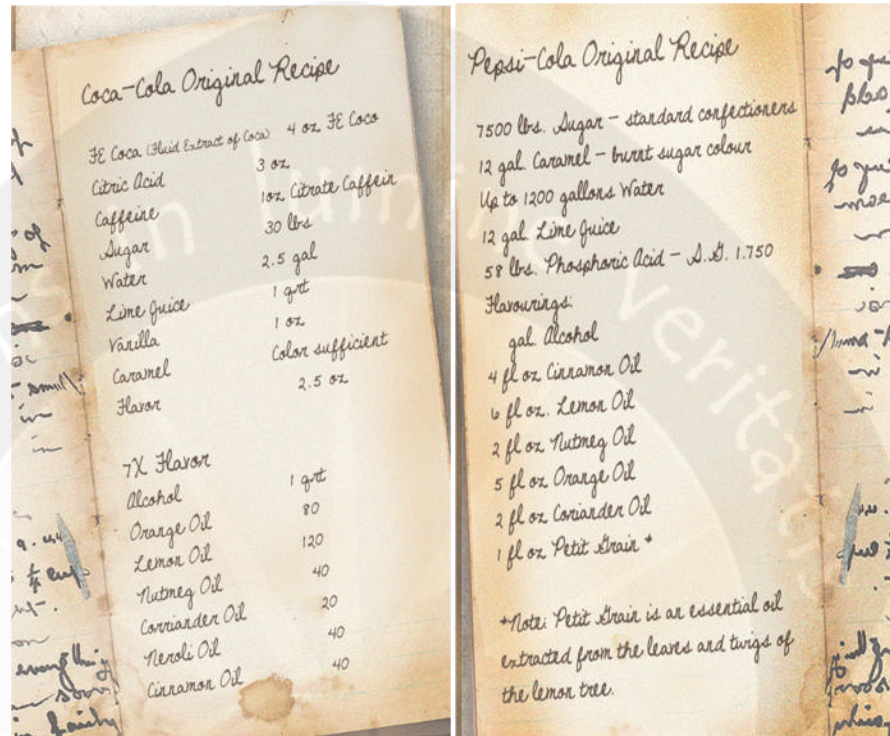 Coca-Cola Original Recipe
FE Coca (Fluid Extract of Coca) 4 oz FE Coco
Citric Acid 3 oz
Caffeine 1oz Citrate Caffein
Sugar 30 lbs
Water 2.5 gal
Lime Juice 1 qrt
Vanilla 1 oz
Caramel Color sufficient
Flavor 2.5 oz
7X Flavor
Alcohol 1 qrt
Orange Oil 80
Lemon Oil 120
Nutmeg Oil 40
Corriander Oil 20
Neroli Oil 40
Cinnamon Oil 40
Pepsi-Cola Original Recipe
7500 lbs. Sugar – standard confectioners
12 gal. Caramel – burnt sugar colour
Up to 1200 gallons Water
12 gal. Lime Juice
58 lbs. Phosphoric Acid – S.G. 1.750
Flavourings:
gal. Alcohol
4 fl oz Cinnamon Oil
6 fl oz. Lemon Oil
2 fl oz Nutmeg Oil
5 fl oz Orange Oil
2 fl oz Coriander Oil
1 fl oz Petit Grain *
*Note: Petit Grain is an essential oil
extracted from the leaves and twigs of
the lemon tree.
in lumine veritatis